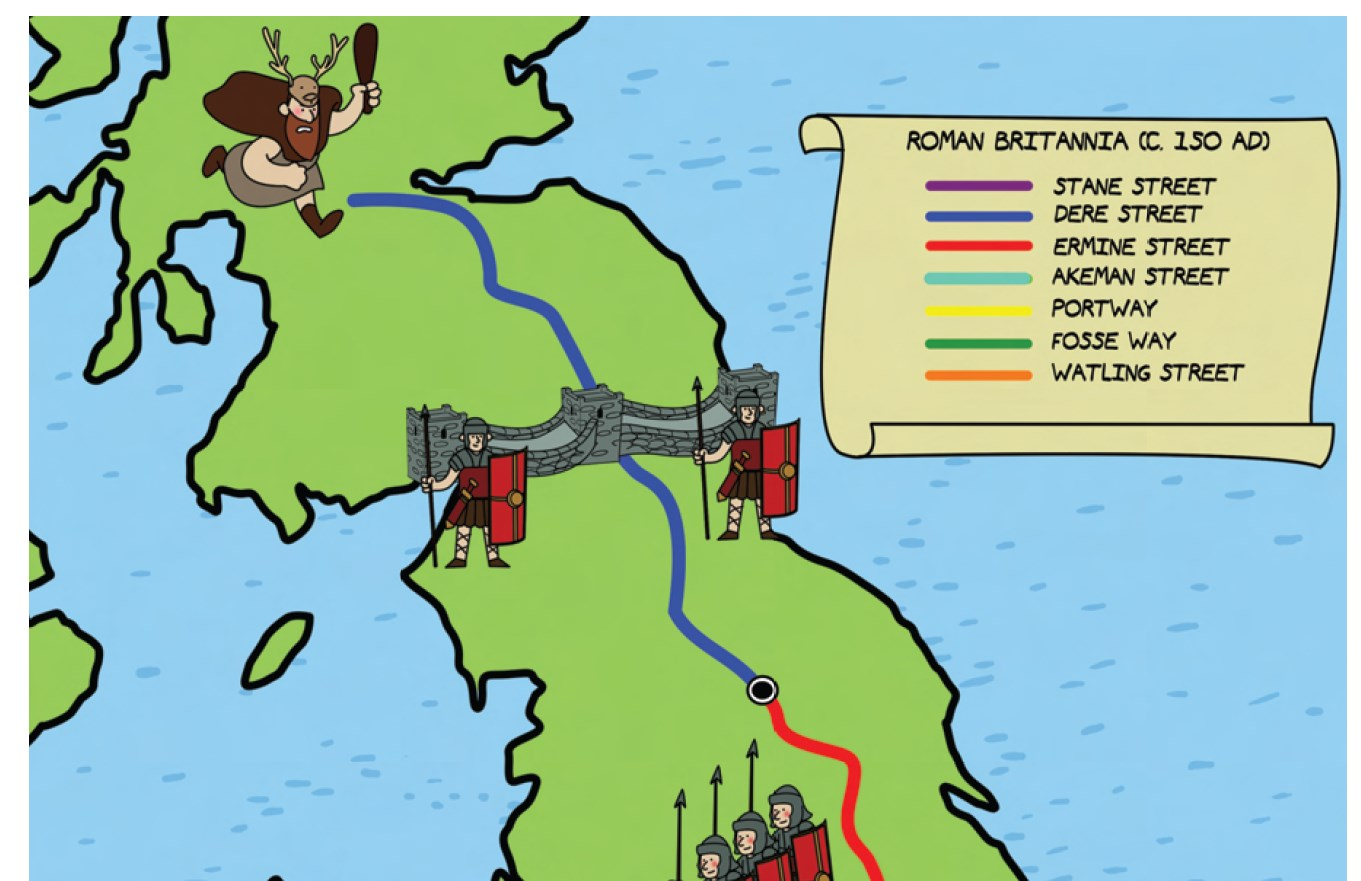 ROMAN BRITANNIA (C. 150 AD)
STANE STREET
DERE STREET
ERMINE STREET
AKEMAN STREET
PORTWAY
FOSSE WAY
WATLING STREET